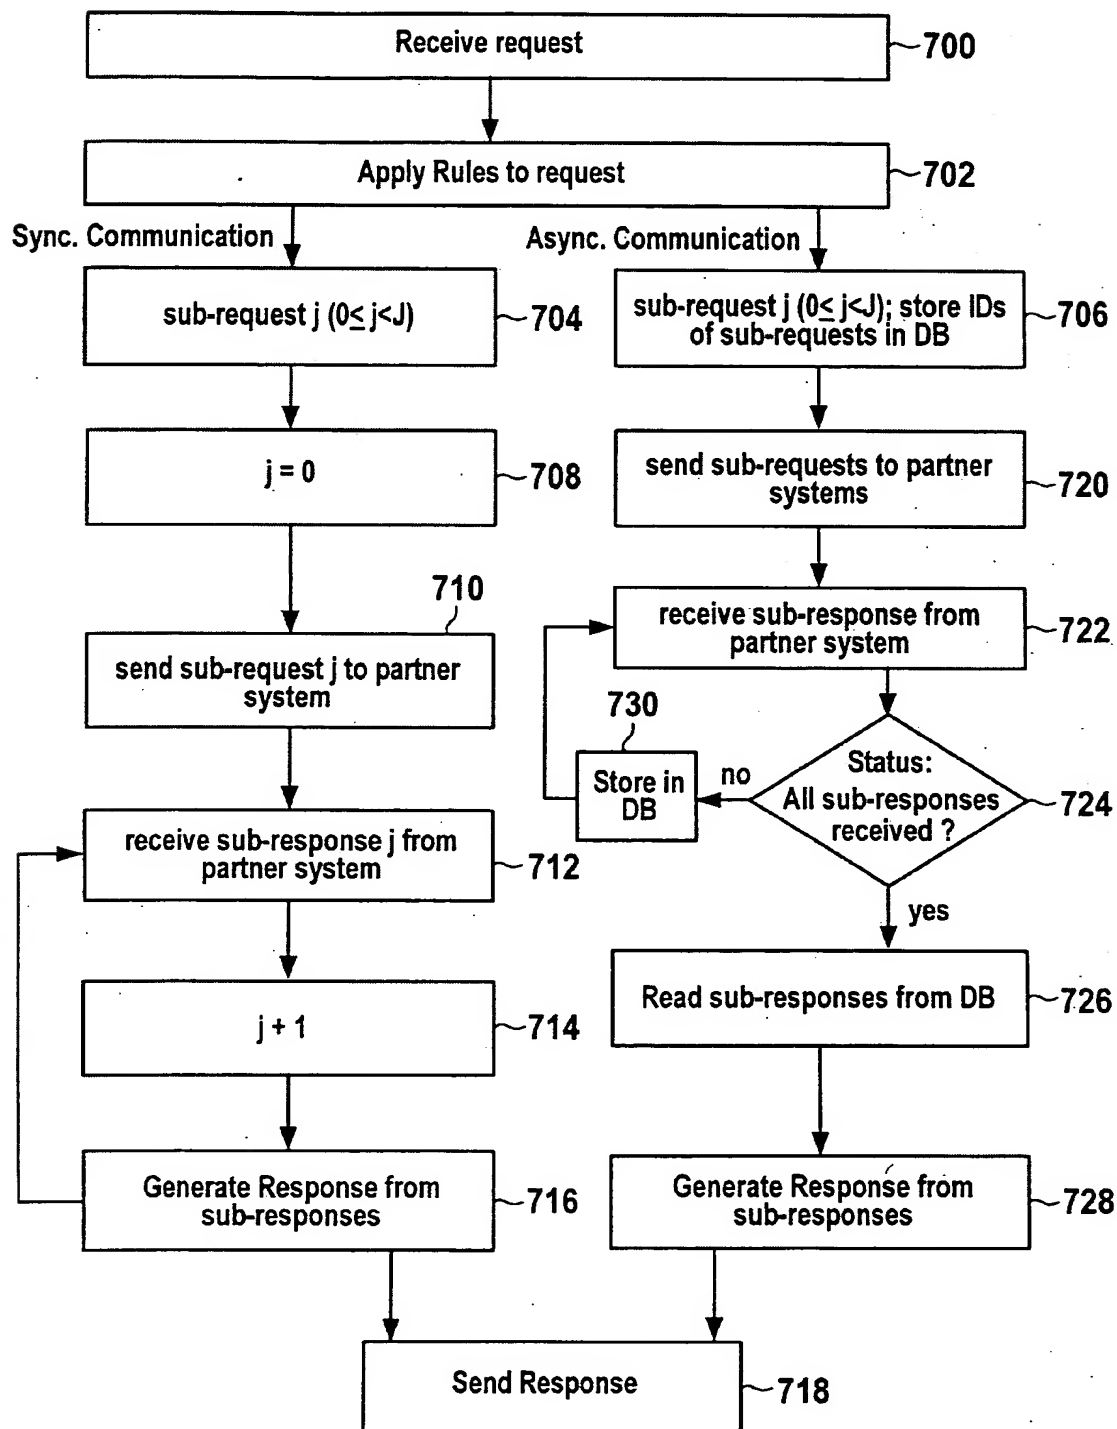 Receive request
700
Apply Rules to request
702
Sync. Communication
Async. Communication
sub-request j (0≤ j<J)
704
sub-request j (0≤ j<J); store IDs
of sub-requests in DB
706
j = 0
708
send sub-requests to partner
systems
720
710
send sub-request j to partner
system
receive sub-response from
partner system
722
730
Store in
DB
no
Status:
All sub-responses
received ?
724
receive sub-response j from
partner system
712
yes
j + 1
714
Read sub-responses from DB
726
Generate Response from
sub-responses
716
Generate Response from
sub-responses
728
Send Response
718